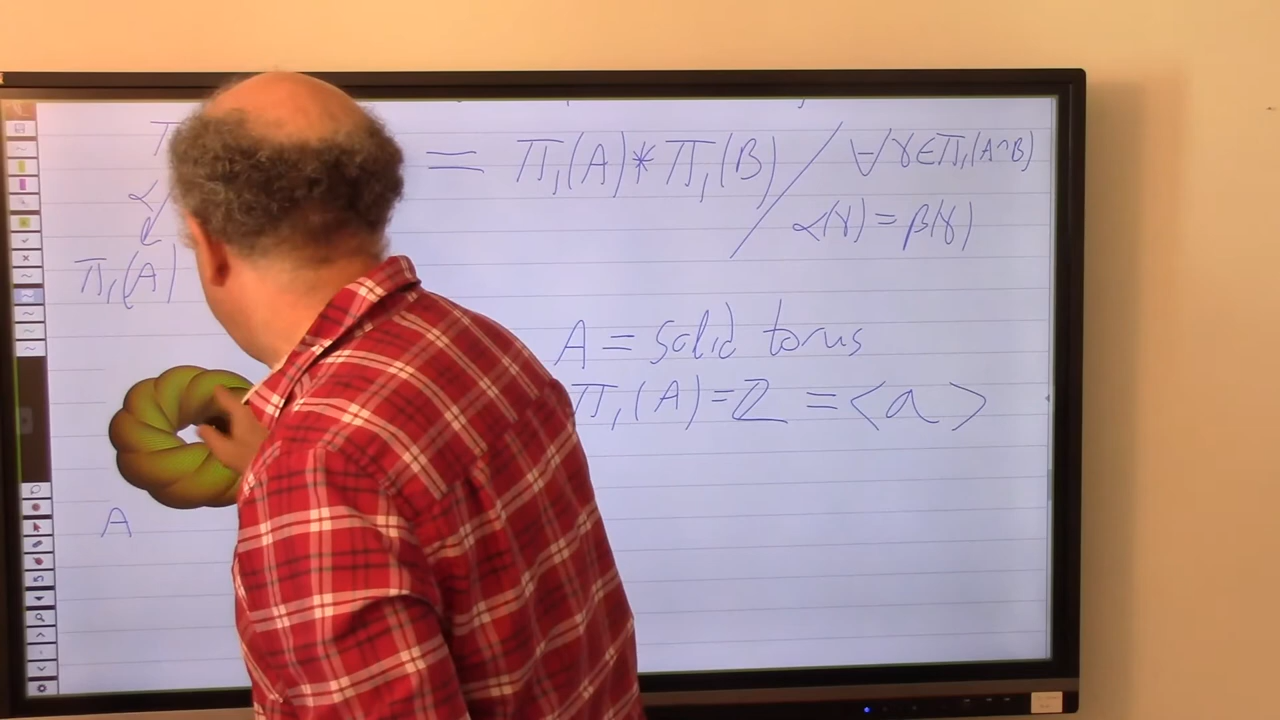 = π₁(A) * π₁(B) / ∀γ∈π₁(A∩B)
α α(γ) = β(γ)
π₁(A)
A = solid torus
π₁(A) = ℤ = <a>
A